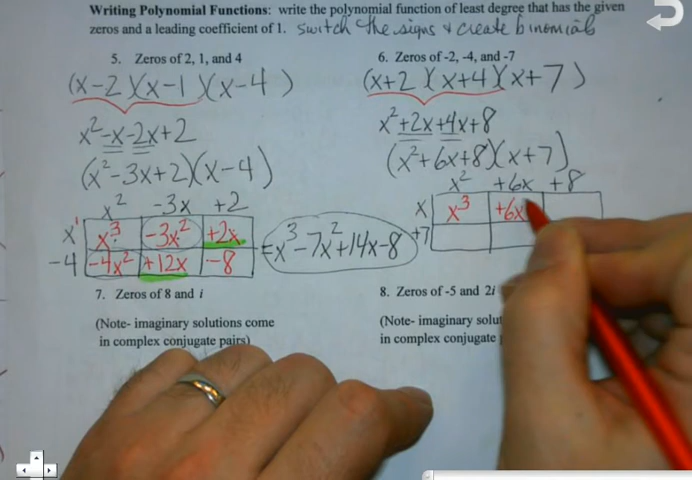 Writing Polynomial Functions: write the polynomial function of least degree that has the given
zeros and a leading coefficient of 1. switch the signs & create binomials
5. Zeros of 2, 1, and 4
(x-2)(x-1)(x-4)
x²-x-2x+2
(x²-3x+2)(x-4)
x² -3x +2
x x³ -3x² +2x
-4 -4x² +12x -8
=x³-7x²+14x-8
6. Zeros of -2, -4, and -7
(x+2)(x+4)(x+7)
x²+2x+4x+8
(x²+6x+8)(x+7)
x² +6x +8
x x³ +6x
+7
7. Zeros of 8 and i
(Note- imaginary solutions come
in complex conjugate pairs)
8. Zeros of -5 and 2i
(Note- imaginary
in complex conjugate